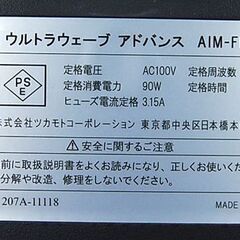 ウルトラウェーブ アドバンス AIM-F
PS
E
定格電圧 AC100V 定格周波数
定格消費電力 90W 定格時間
ヒューズ電流定格 3.15A
株式会社ツカモトコーポレーション 東京都中央区日本橋本
安全に関するご注意
前に取扱説明書をよくお読みになり、正しくお使いくだ
分解や改造、修理をしないでください。
207A-11118 MADE